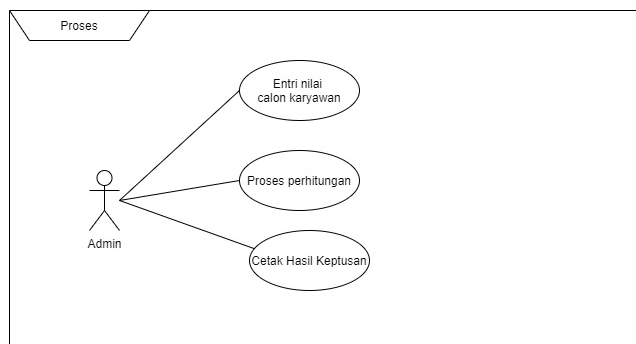 Proses
Entri nilai
calon karyawan
Proses perhitungan
Admin
Cetak Hasil Keptusan